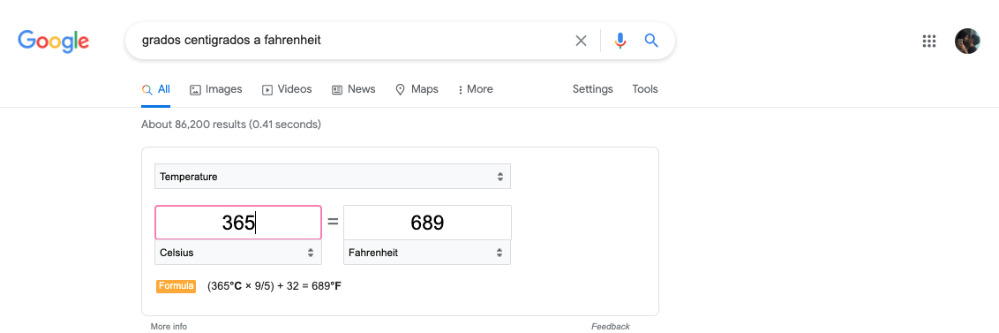 Google
grados centigrados a fahrenheit
All Images Videos News Maps More Settings Tools
About 86,200 results (0.41 seconds)
Temperature
365 = 689
Celsius Fahrenheit
Formula (365°C × 9/5) + 32 = 689°F
More info Feedback